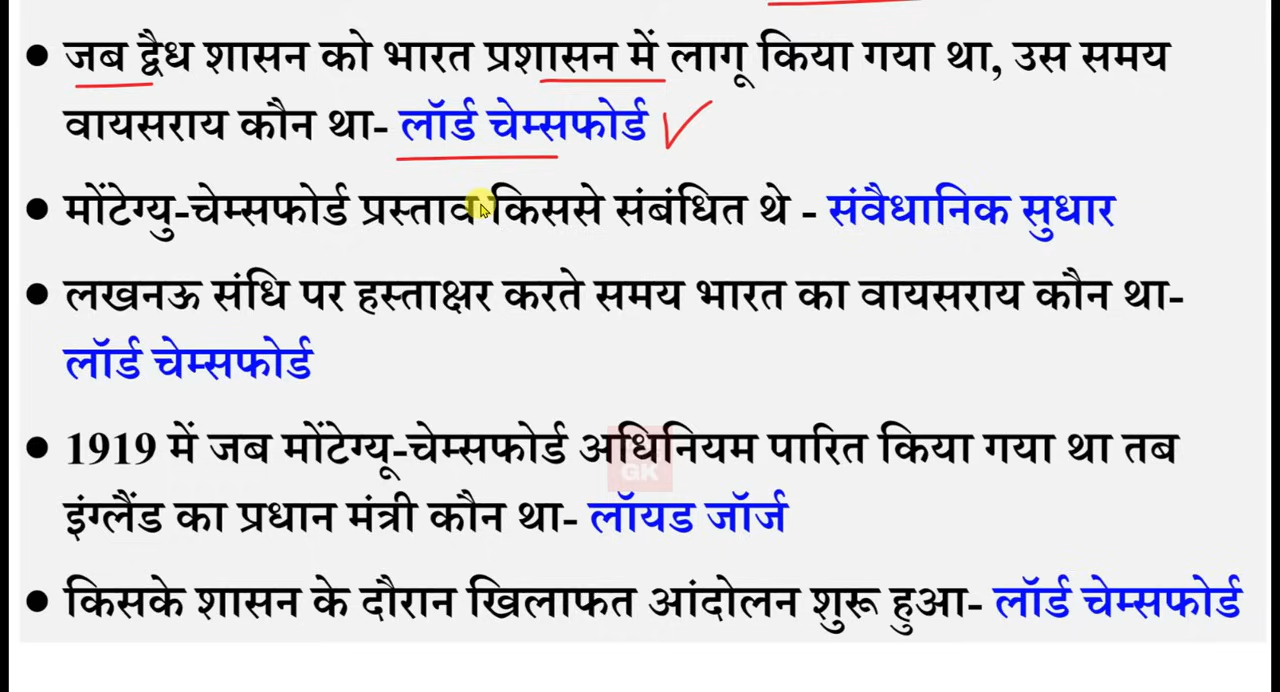 ● जब द्वैध शासन को भारत प्रशासन में लागू किया गया था, उस समय
वायसराय कौन था- लॉर्ड चेम्सफोर्ड
● मोंटेग्यु-चेम्सफोर्ड प्रस्ताव किससे संबंधित थे - संवैधानिक सुधार
● लखनऊ संधि पर हस्ताक्षर करते समय भारत का वायसराय कौन था-
लॉर्ड चेम्सफोर्ड
● 1919 में जब मोंटेग्यू-चेम्सफोर्ड अधिनियम पारित किया गया था तब
GK
इंग्लैंड का प्रधान मंत्री कौन था- लॉयड जॉर्ज
● किसके शासन के दौरान खिलाफत आंदोलन शुरू हुआ- लॉर्ड चेम्सफोर्ड